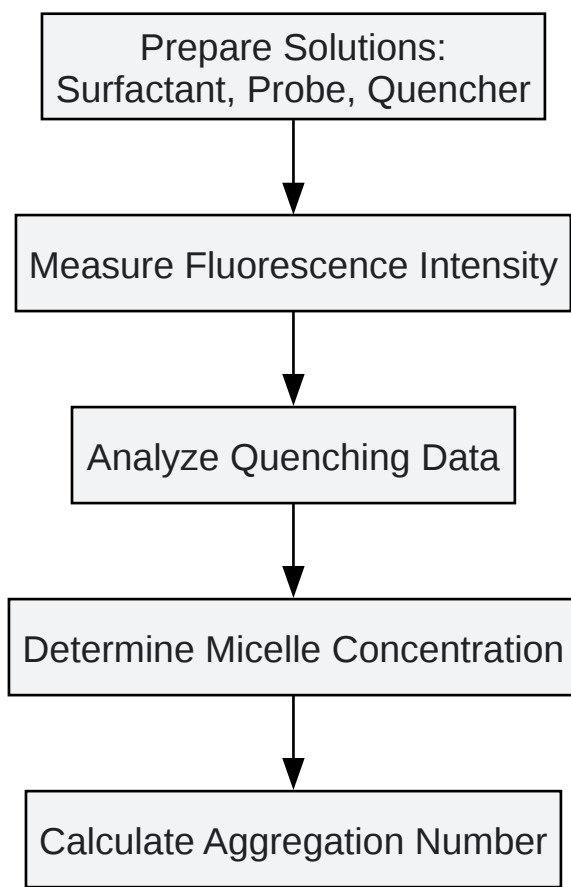 Prepare Solutions:
Surfactant, Probe, Quencher
Measure Fluorescence Intensity
Analyze Quenching Data
Determine Micelle Concentration
Calculate Aggregation Number